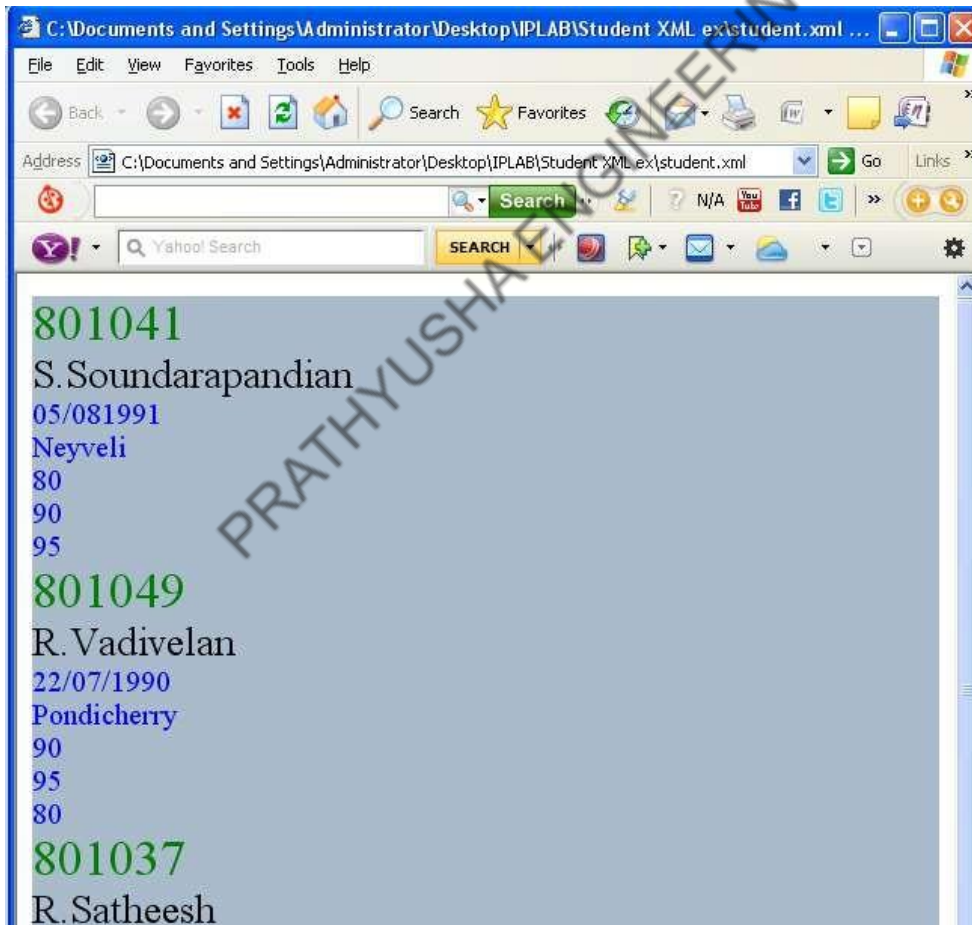 C:\Documents and Settings\Administrator\Desktop\IPLAB\Student XML ex\student.xml ...
File Edit View Favorites Tools Help
Back Search Favorites
Address C:\Documents and Settings\Administrator\Desktop\IPLAB\Student XML ex\student.xml Go Links »
Search N/A You Tube f t »
Y! Yahoo! Search SEARCH
801041
S.Soundarapandian
05/081991
Neyveli
80
90
95
801049
R.Vadivelan
22/07/1990
Pondicherry
90
95
80
801037
R.Satheesh
PRATHYUSHA ENGINEERIN